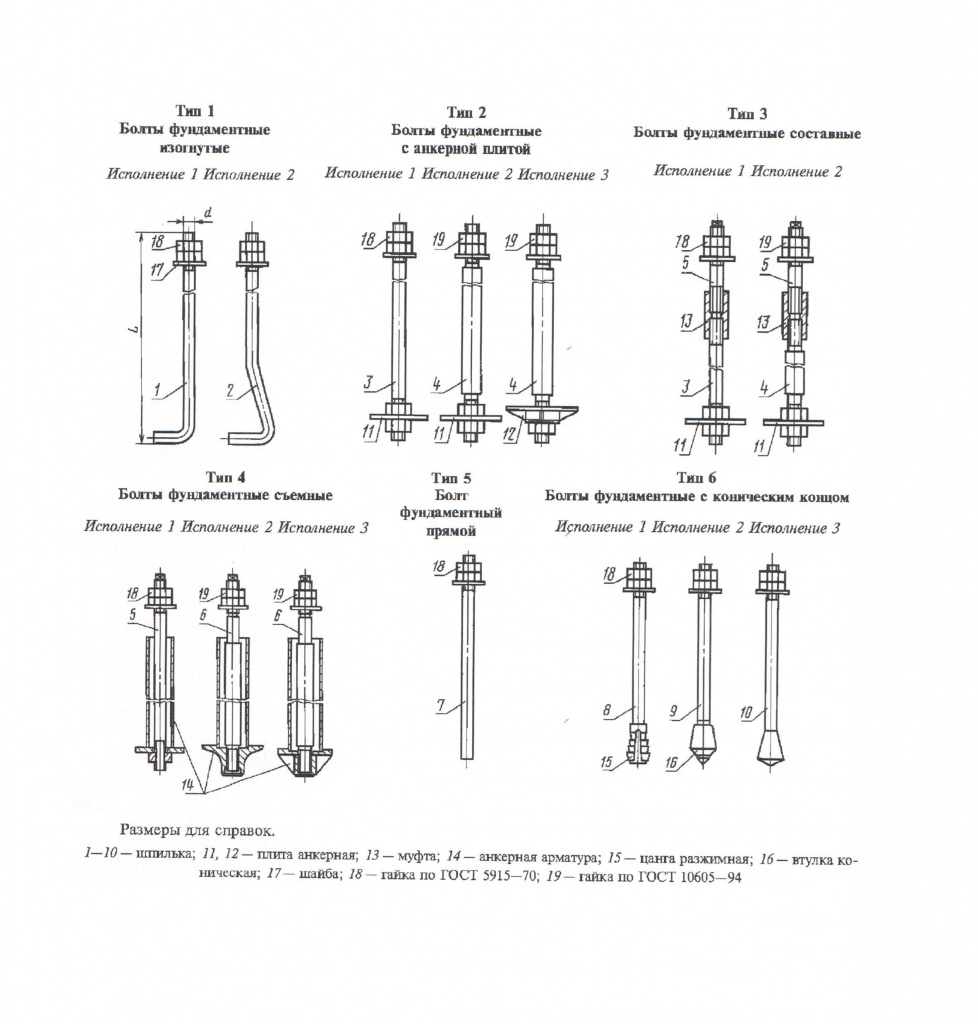 Тип 1
Болты фундаментные
изогнутые
Исполнение 1 Исполнение 2
d
18
17
L
1
2
Тип 2
Болты фундаментные
с анкерной плитой
Исполнение 1 Исполнение 2 Исполнение 3
18
19
19
3
4
4
11
11
12
Тип 3
Болты фундаментные составные
Исполнение 1 Исполнение 2
18
19
5
5
13
13
3
4
11
11
Тип 4
Болты фундаментные съемные
Исполнение 1 Исполнение 2 Исполнение 3
18
19
19
5
6
6
14
Тип 5
Болт
фундаментный
прямой
18
7
Тип 6
Болты фундаментные с коническим концом
Исполнение 1 Исполнение 2 Исполнение 3
18
8
9
10
15
16
Размеры для справок.
1—10 — шпилька; 11, 12 — плита анкерная; 13 — муфта; 14 — анкерная арматура; 15 — цанга разжимная; 16 — втулка ко-
ническая; 17 — шайба; 18 — гайка по ГОСТ 5915—70; 19 — гайка по ГОСТ 10605—94